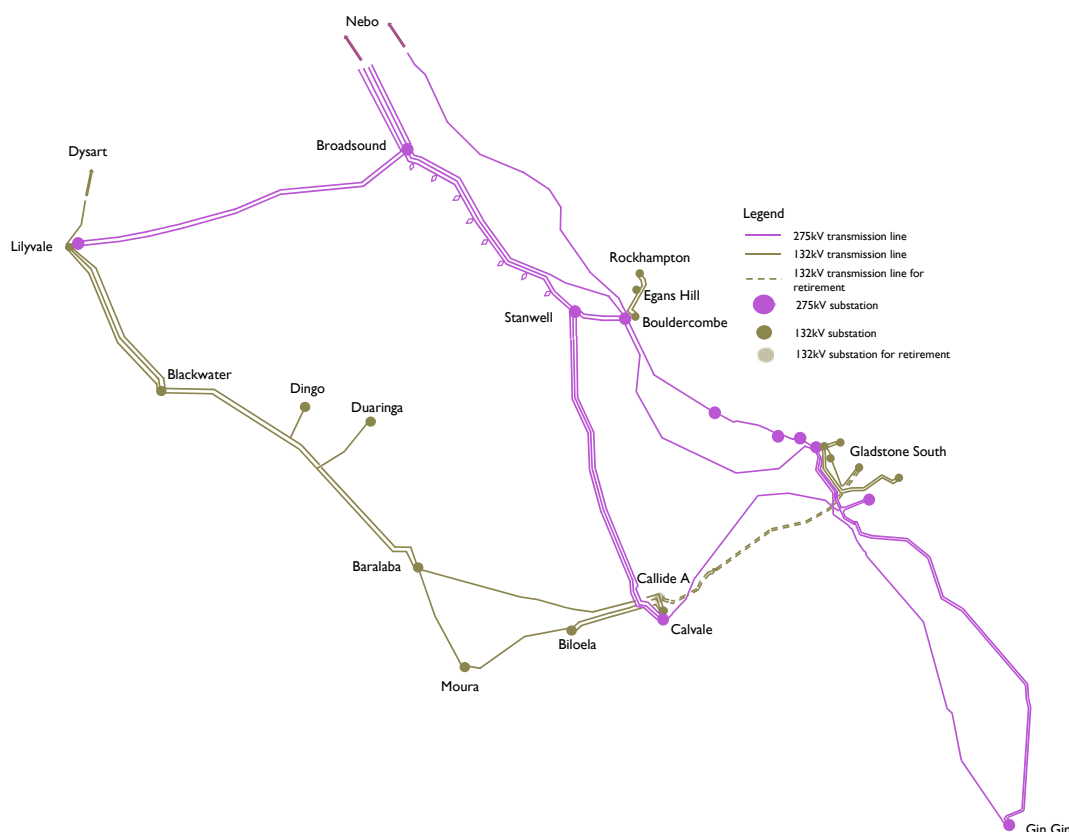 Nebo
Broadsound
Dysart
Lilyvale
Legend
275kV transmission line
132kV transmission line
132kV transmission line for
retirement
275kV substation
132kV substation
132kV substation for retirement
Rockhampton
Egans Hill
Bouldercombe
Stanwell
Blackwater
Dingo
Duaringa
Gladstone South
Baralaba
Callide A
Calvale
Biloela
Moura
Gin Gin